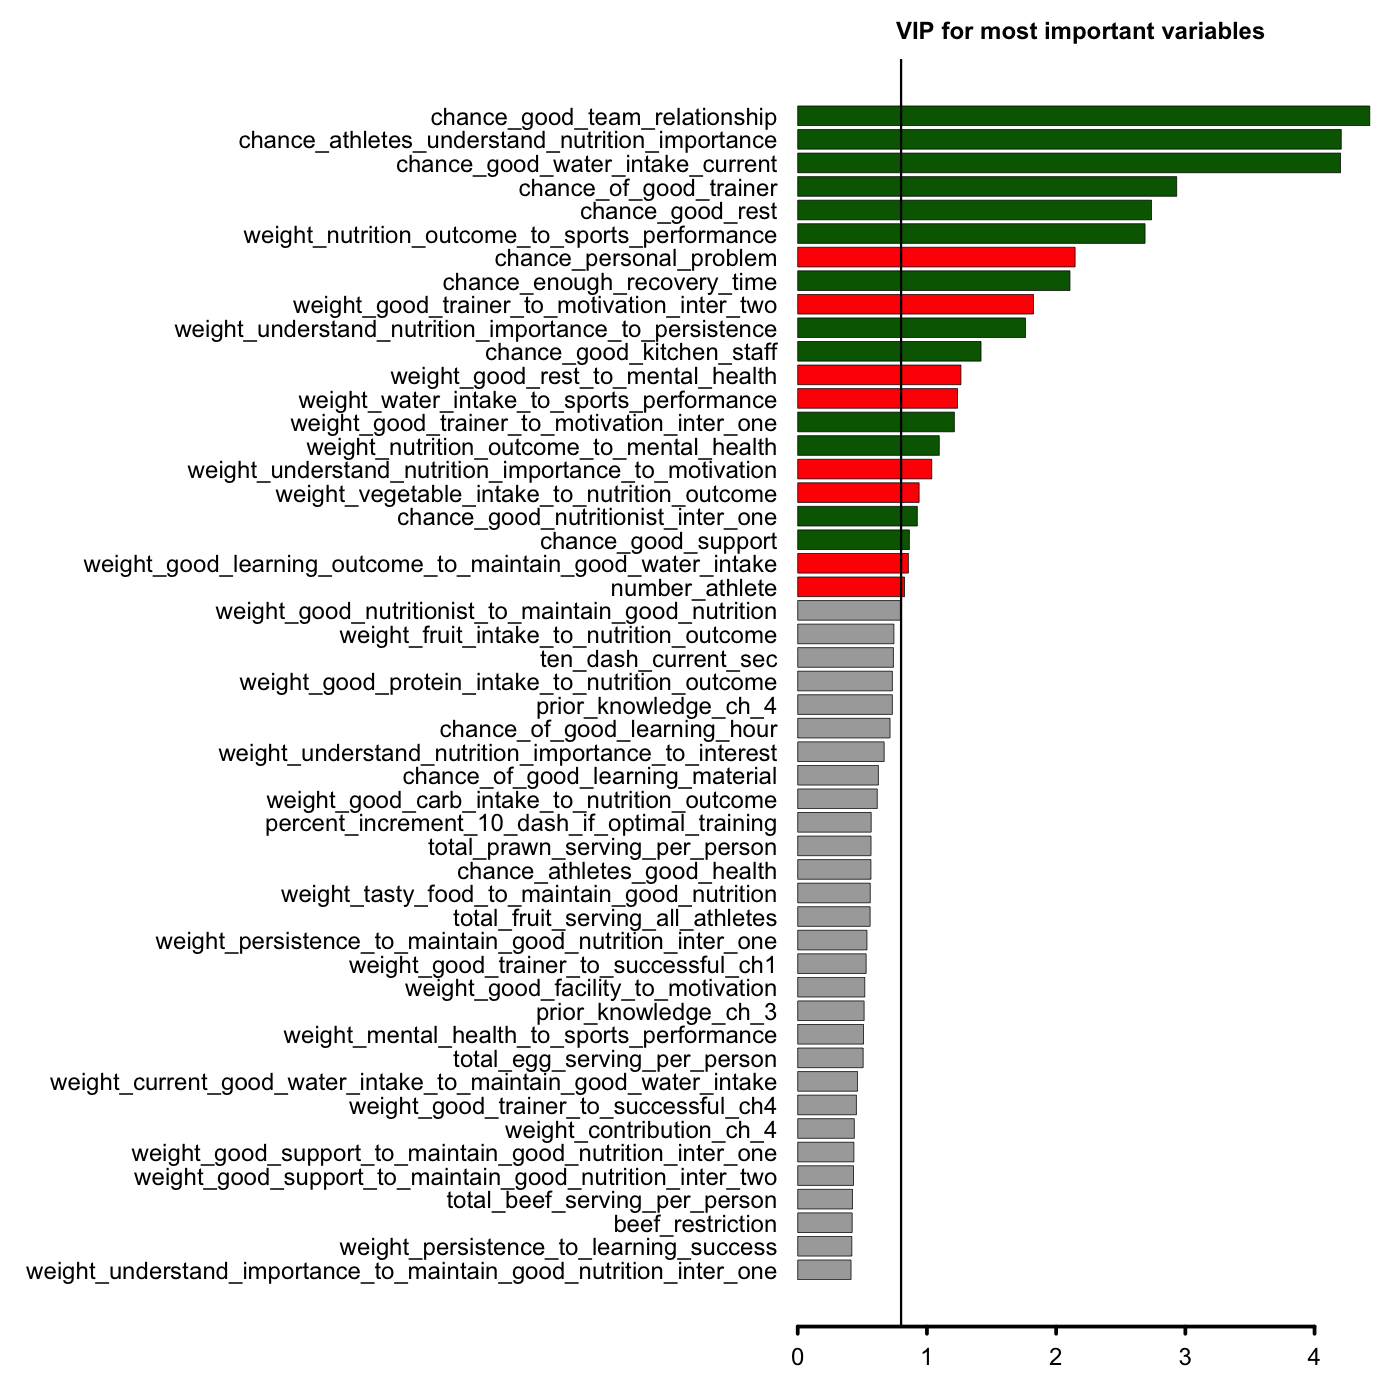 VIP for most important variables
chance_good_team_relationship
chance_athletes_understand_nutrition_importance
chance_good_water_intake_current
chance_of_good_trainer
chance_good_rest
weight_nutrition_outcome_to_sports_performance
chance_personal_problem
chance_enough_recovery_time
weight_good_trainer_to_motivation_inter_two
weight_understand_nutrition_importance_to_persistence
chance_good_kitchen_staff
weight_good_rest_to_mental_health
weight_water_intake_to_sports_performance
weight_good_trainer_to_motivation_inter_one
weight_nutrition_outcome_to_mental_health
weight_understand_nutrition_importance_to_motivation
weight_vegetable_intake_to_nutrition_outcome
chance_good_nutritionist_inter_one
chance_good_support
weight_good_learning_outcome_to_maintain_good_water_intake
number_athlete
weight_good_nutritionist_to_maintain_good_nutrition
weight_fruit_intake_to_nutrition_outcome
ten_dash_current_sec
weight_good_protein_intake_to_nutrition_outcome
prior_knowledge_ch_4
chance_of_good_learning_hour
weight_understand_nutrition_importance_to_interest
chance_of_good_learning_material
weight_good_carb_intake_to_nutrition_outcome
percent_increment_10_dash_if_optimal_training
total_prawn_serving_per_person
chance_athletes_good_health
weight_tasty_food_to_maintain_good_nutrition
total_fruit_serving_all_athletes
weight_persistence_to_maintain_good_nutrition_inter_one
weight_good_trainer_to_successful_ch1
weight_good_facility_to_motivation
prior_knowledge_ch_3
weight_mental_health_to_sports_performance
total_egg_serving_per_person
weight_current_good_water_intake_to_maintain_good_water_intake
weight_good_trainer_to_successful_ch4
weight_contribution_ch_4
weight_good_support_to_maintain_good_nutrition_inter_one
weight_good_support_to_maintain_good_nutrition_inter_two
total_beef_serving_per_person
beef_restriction
weight_persistence_to_learning_success
weight_understand_importance_to_maintain_good_nutrition_inter_one
0 1 2 3 4